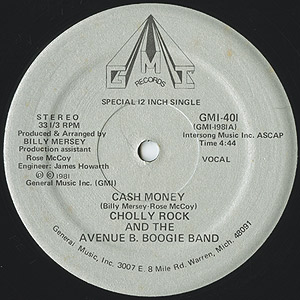 GMI
RECORDS
SPECIAL 12 INCH SINGLE
STEREO
33 1/3 RPM
Produced & Arranged by
BILLY MERSEY
Production assistant
Rose McCoy
Engineer: James Howarth
℗ © 1981
General Music Inc. (GMI)
GMI-401
(GMI-I981A)
Intersong Music Inc. ASCAP
Time 4:44
VOCAL
CASH MONEY
(Billy Mersey-Rose McCoy)
CHOLLY ROCK
AND THE
AVENUE B. BOOGIE BAND
General Music, Inc. 3007 E. 8 Mile Rd. Warren, Mich. 48091